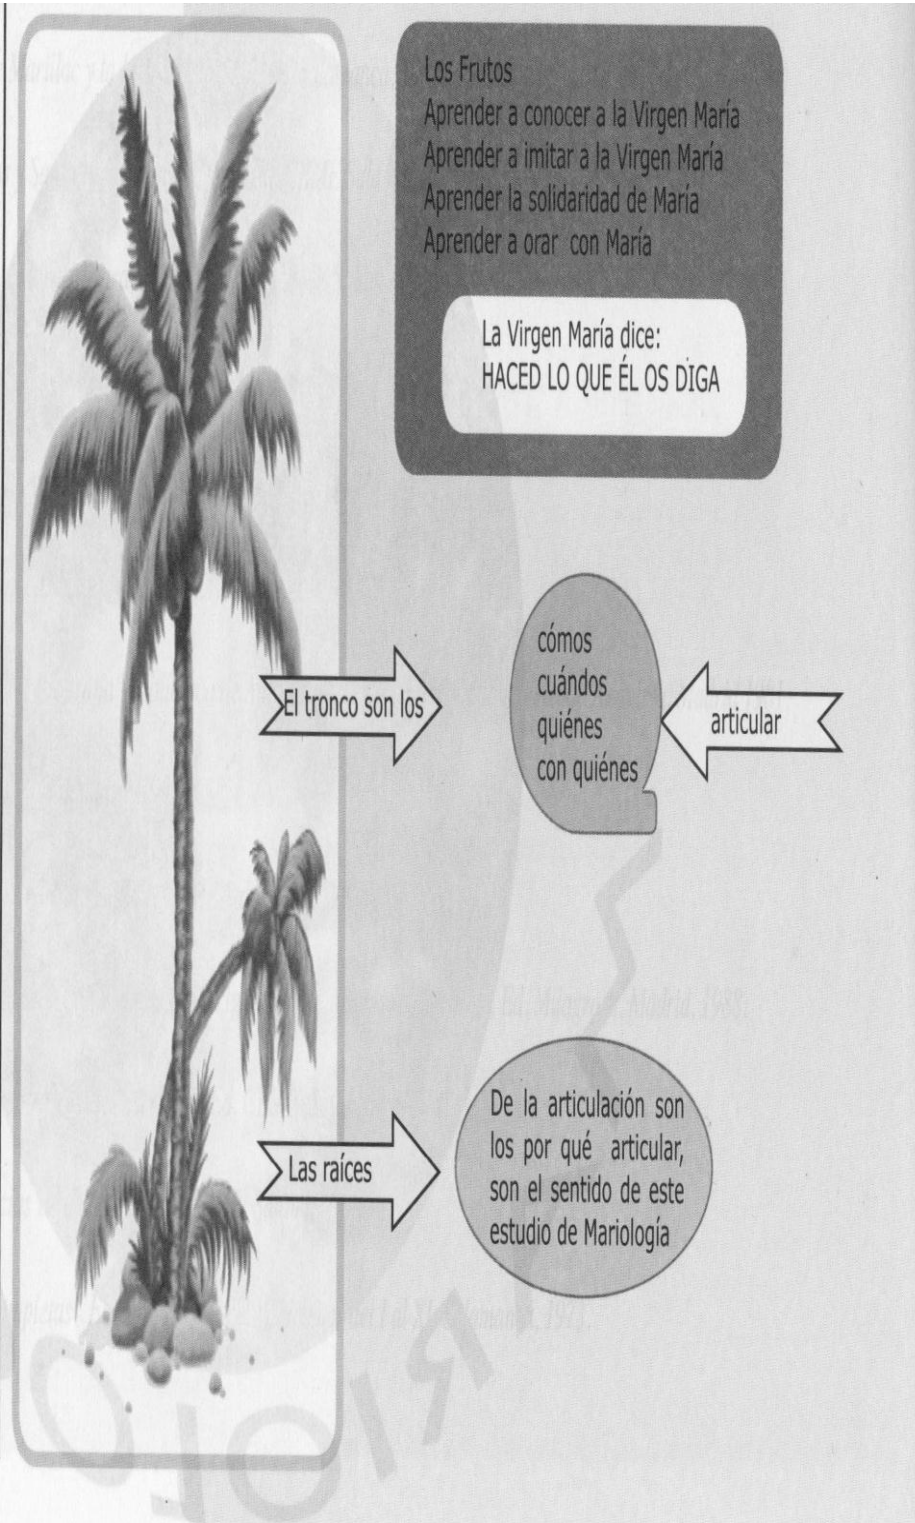 Los Frutos
Aprender a conocer a la Virgen María
Aprender a imitar a la Virgen María
Aprender la solidaridad de María
Aprender a orar con María
La Virgen María dice:
HACED LO QUE ÉL OS DIGA
El tronco son los
cómos
cuándos
quiénes
con quiénes
articular
Las raíces
De la articulación son
los por qué articular,
son el sentido de este
estudio de Mariología